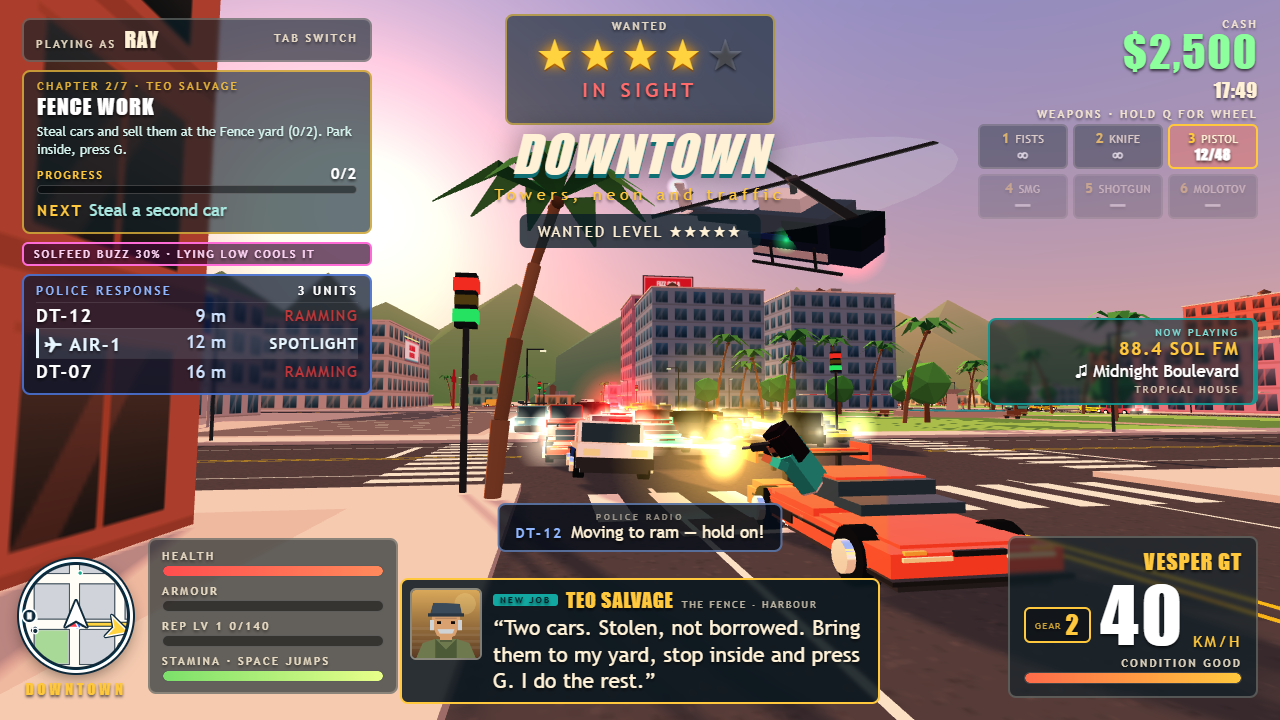 PLAYING AS RAY
TAB SWITCH
CHAPTER 2/7 · TEO SALVAGE
FENCE WORK
Steal cars and sell them at the Fence yard (0/2). Park
inside, press G.
PROGRESS 0/2
NEXT Steal a second car
SOLFEED BUZZ 30% · LYING LOW COOLS IT
POLICE RESPONSE 3 UNITS
DT-12 9 m RAMMING
AIR-1 12 m SPOTLIGHT
DT-07 16 m RAMMING
WANTED
★★★★★
IN SIGHT
DOWNTOWN
Towers, neon and traffic
WANTED LEVEL ★★★★★
CASH
$2,500
17:49
WEAPONS · HOLD Q FOR WHEEL
1 FISTS ∞
2 KNIFE ∞
3 PISTOL 12/48
4 SMG —
5 SHOTGUN —
6 MOLOTOV —
NOW PLAYING
88.4 SOL FM
♫ Midnight Boulevard
TROPICAL HOUSE
POLICE RADIO
DT-12 Moving to ram — hold on!
DOWNTOWN
HEALTH
ARMOUR
REP LV 1 0/140
STAMINA · SPACE JUMPS
NEW JOB TEO SALVAGE THE FENCE · HARBOUR
“Two cars. Stolen, not borrowed. Bring
them to my yard, stop inside and press
G. I do the rest.”
VESPER GT
GEAR 2 40 KM/H
CONDITION GOOD